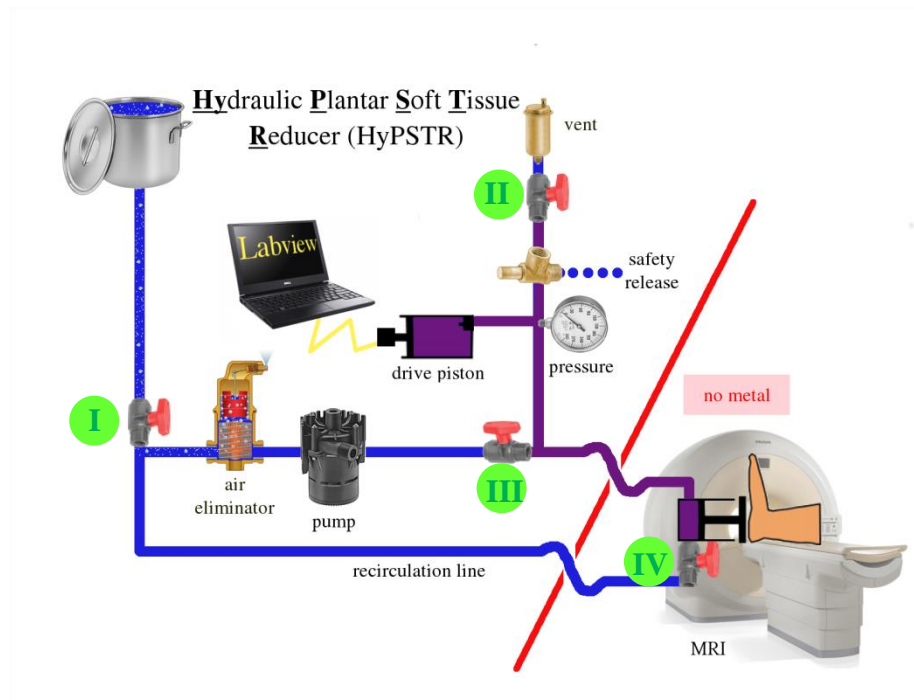 Hydraulic Plantar Soft Tissue
Reducer (HyPSTR)
vent
II
Labview
safety
release
drive piston
pressure
no metal
I
air
eliminator
pump
III
IV
recirculation line
MRI